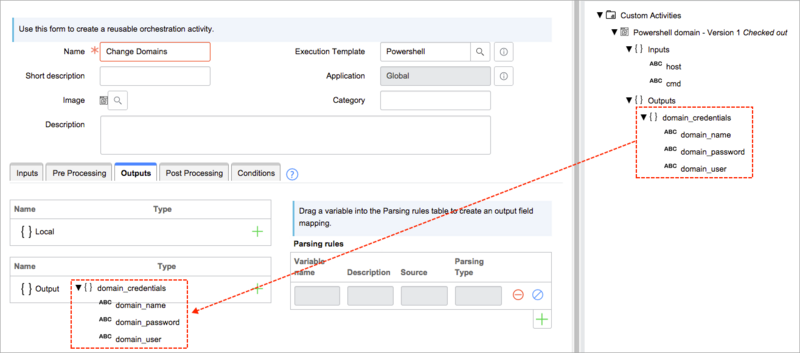 Use this form to create a reusable orchestration activity.
Name
Change Domains
Execution Template
Powershell
Short description
Application
Global
Image
Category
Description
Inputs
Pre Processing
Outputs
Post Processing
Conditions
?
Name Type
{ } Local
Name Type
{ } Output
{ } domain_credentials
ABC domain_name
ABC domain_password
ABC domain_user
Drag a variable into the Parsing rules table to create an output field
mapping.
Parsing rules
Variable
name
Description
Source
Parsing
Type
Custom Activities
Powershell domain - Version 1 Checked out
{ } Inputs
ABC host
ABC cmd
{ } Outputs
{ } domain_credentials
ABC domain_name
ABC domain_password
ABC domain_user